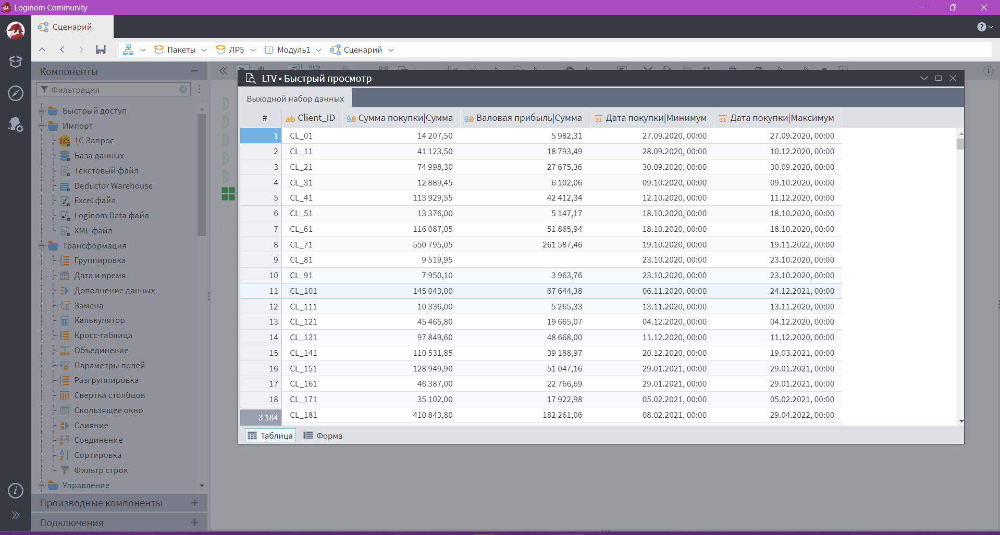 Loginom Community
Сценарий
Пакеты
ЛР5
Модуль1
Сценарий
Компоненты
Фильтрация
Быстрый доступ
Импорт
1С Запрос
База данных
Текстовый файл
Deductor Warehouse
Excel файл
Loginom Data файл
XML файл
Трансформация
Группировка
Дата и время
Дополнение данных
Замена
Калькулятор
Кросс-таблица
Объединение
Параметры полей
Разгруппировка
Свертка столбцов
Скользящее окно
Слияние
Соединение
Сортировка
Фильтр строк
Управление
Производные компоненты
Подключения
LTV • Быстрый просмотр
Выходной набор данных
# ab Client_ID 9.0 Сумма покупки|Сумма 9.0 Валовая прибыль|Сумма 31 Дата покупки|Минимум 31 Дата покупки|Максимум
1 CL_01 14 207,50 5 982,31 27.09.2020, 00:00 27.09.2020, 00:00
2 CL_11 41 123,50 18 793,49 28.09.2020, 00:00 10.12.2020, 00:00
3 CL_21 74 998,30 27 675,36 30.09.2020, 00:00 30.09.2020, 00:00
4 CL_31 12 889,45 6 102,06 09.10.2020, 00:00 09.10.2020, 00:00
5 CL_41 113 929,55 42 412,34 12.10.2020, 00:00 11.12.2020, 00:00
6 CL_51 13 376,00 5 147,17 18.10.2020, 00:00 18.10.2020, 00:00
7 CL_61 116 087,05 51 865,94 18.10.2020, 00:00 18.10.2020, 00:00
8 CL_71 550 795,05 261 587,46 19.10.2020, 00:00 19.11.2022, 00:00
9 CL_81 9 519,95 23.10.2020, 00:00 23.10.2020, 00:00
10 CL_91 7 950,10 3 963,76 23.10.2020, 00:00 23.10.2020, 00:00
11 CL_101 145 043,00 67 644,38 06.11.2020, 00:00 24.12.2021, 00:00
12 CL_111 10 336,00 5 265,33 13.11.2020, 00:00 13.11.2020, 00:00
13 CL_121 45 465,80 19 665,07 04.12.2020, 00:00 04.12.2020, 00:00
14 CL_131 97 849,60 48 668,00 11.12.2020, 00:00 11.12.2020, 00:00
15 CL_141 110 531,85 39 188,97 20.12.2020, 00:00 19.03.2021, 00:00
16 CL_151 128 949,90 51 047,16 29.01.2021, 00:00 29.01.2021, 00:00
17 CL_161 46 387,00 22 766,69 29.01.2021, 00:00 29.01.2021, 00:00
18 CL_171 35 102,00 17 922,98 05.02.2021, 00:00 05.02.2021, 00:00
3 184 CL_181 410 843,80 182 261,06 08.02.2021, 00:00 29.04.2022, 00:00
Таблица Форма